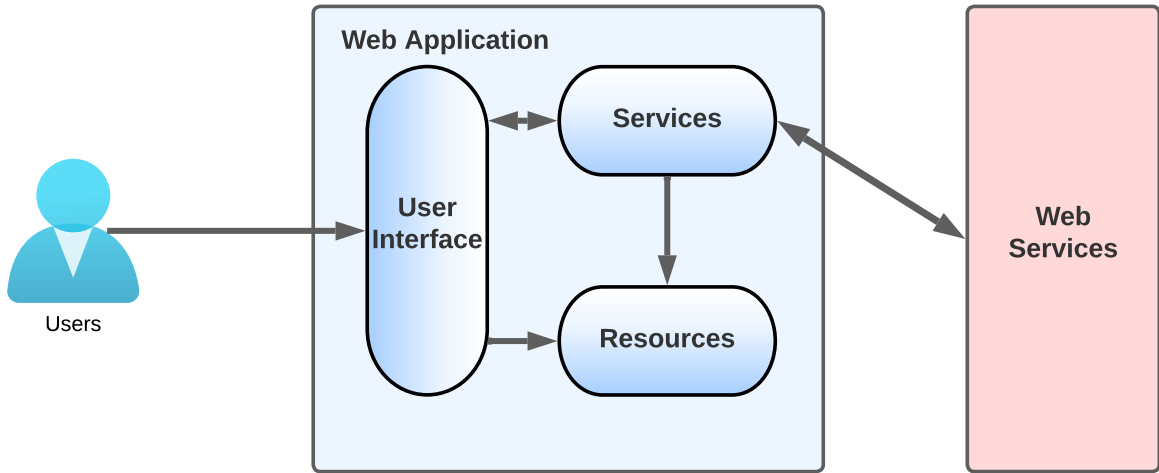 Web Application
Services
User
Interface
Web
Services
Users
Resources